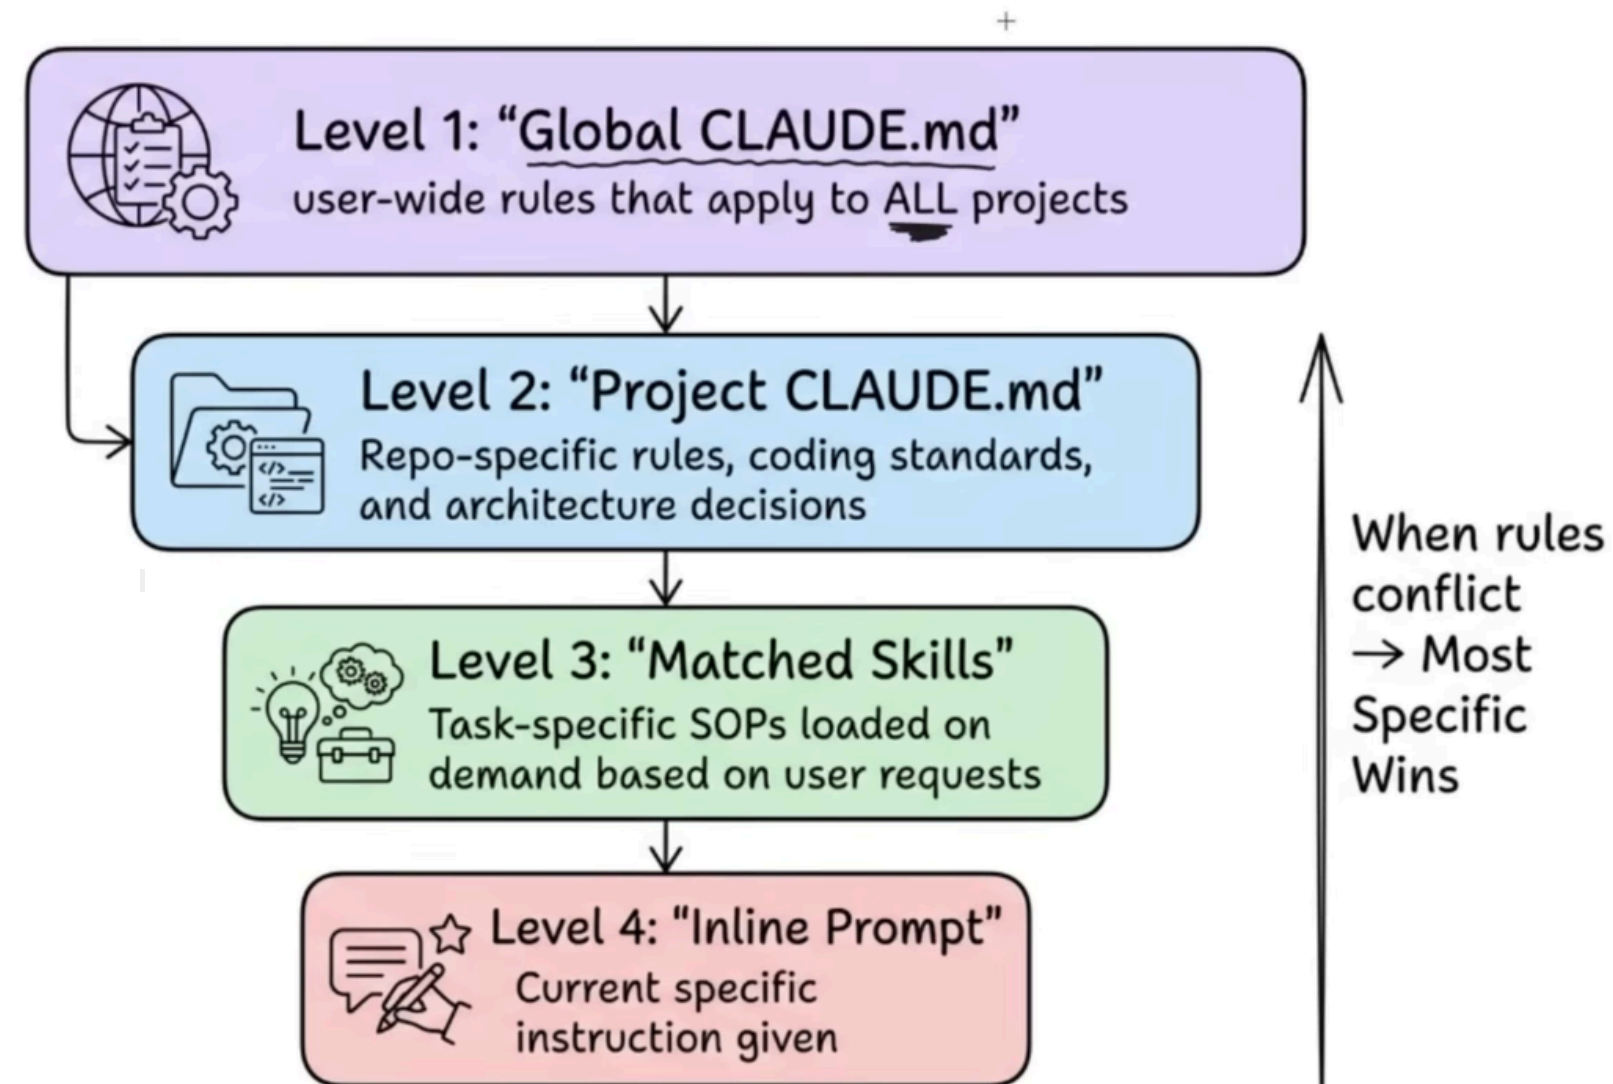 Level 1: “Global CLAUDE.md”
user-wide rules that apply to ALL projects
Level 2: “Project CLAUDE.md”
Repo-specific rules, coding standards,
and architecture decisions
Level 3: “Matched Skills”
Task-specific SOPs loaded on
demand based on user requests
Level 4: “Inline Prompt”
Current specific
instruction given
When rules
conflict
→ Most
Specific
Wins